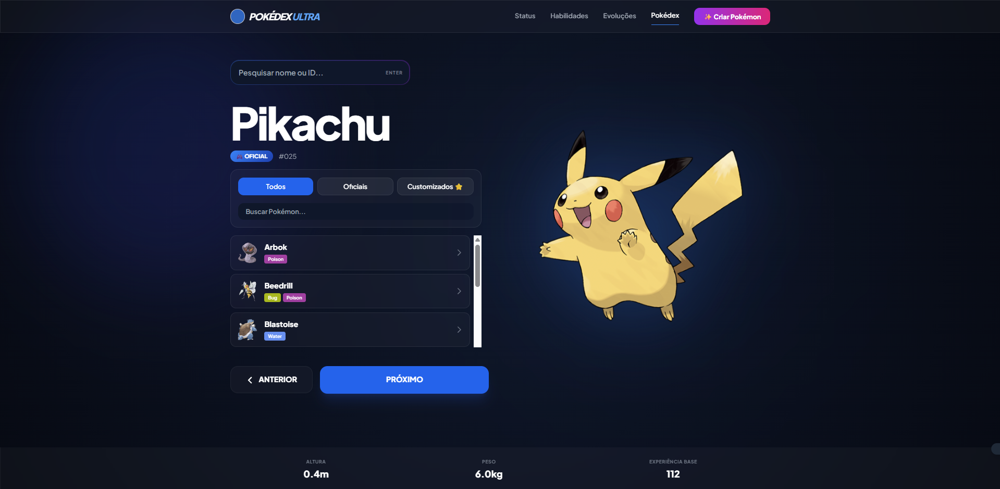 POKÉDEX ULTRA
Status
Habilidades
Evoluções
Pokédex
✨ Criar Pokémon
Pesquisar nome ou ID...
ENTER
Pikachu
OFICIAL
#025
Todos
Oficiais
Customizados ⭐
Buscar Pokémon...
Arbok
Poison
Beedrill
Bug Poison
Blastoise
Water
ANTERIOR
PRÓXIMO
ALTURA
0.4m
PESO
6.0kg
EXPERIÊNCIA BASE
112